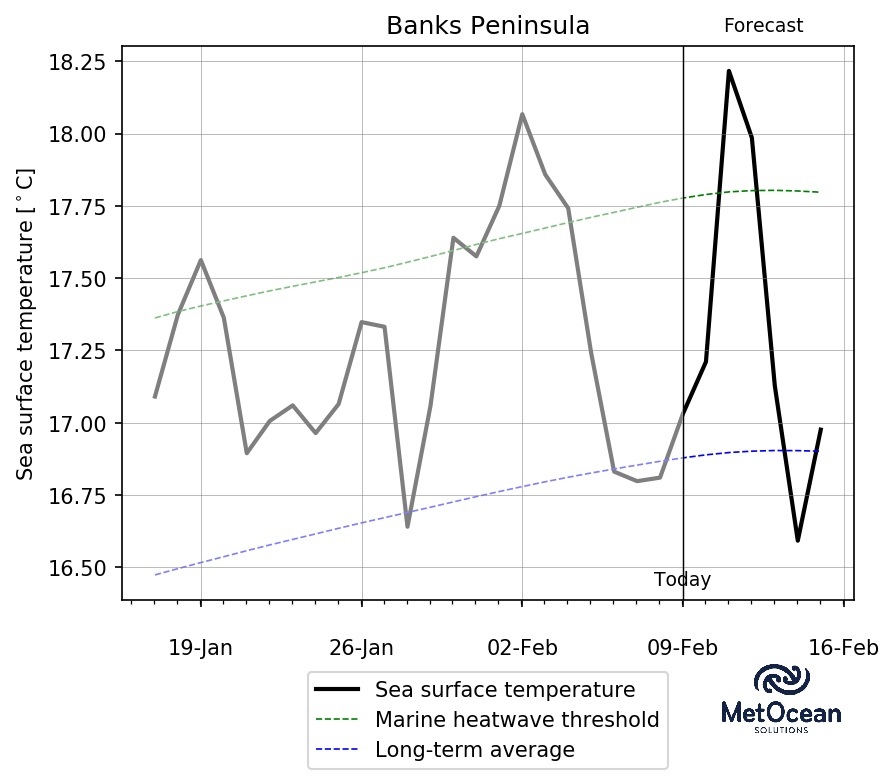 Banks Peninsula
Forecast
Sea surface temperature [°C]
18.25
18.00
17.75
17.50
17.25
17.00
16.75
16.50
Today
19-Jan 26-Jan 02-Feb 09-Feb 16-Feb
Sea surface temperature
Marine heatwave threshold
Long-term average
MetOcean
SOLUTIONS